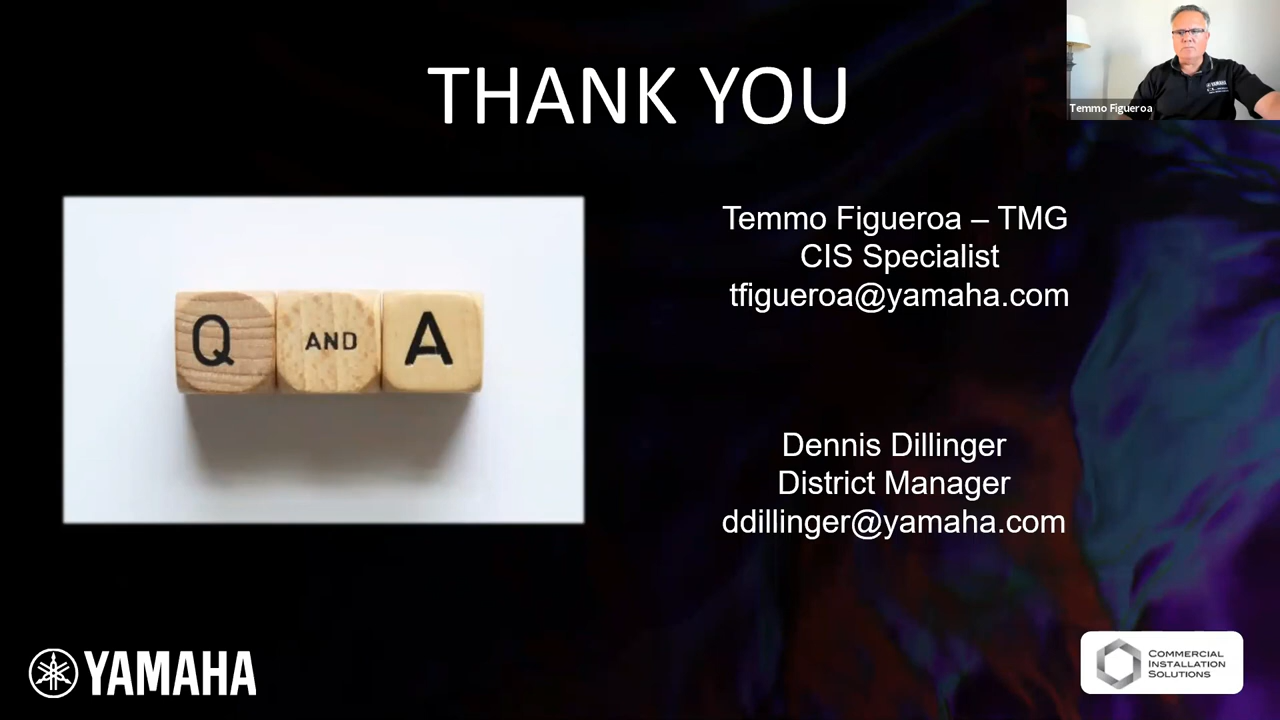 THANK YOU
Temmo Figueroa
Q AND A
Temmo Figueroa – TMG
CIS Specialist
tfigueroa@yamaha.com
Dennis Dillinger
District Manager
ddillinger@yamaha.com
YAMAHA
COMMERCIAL
INSTALLATION
SOLUTIONS